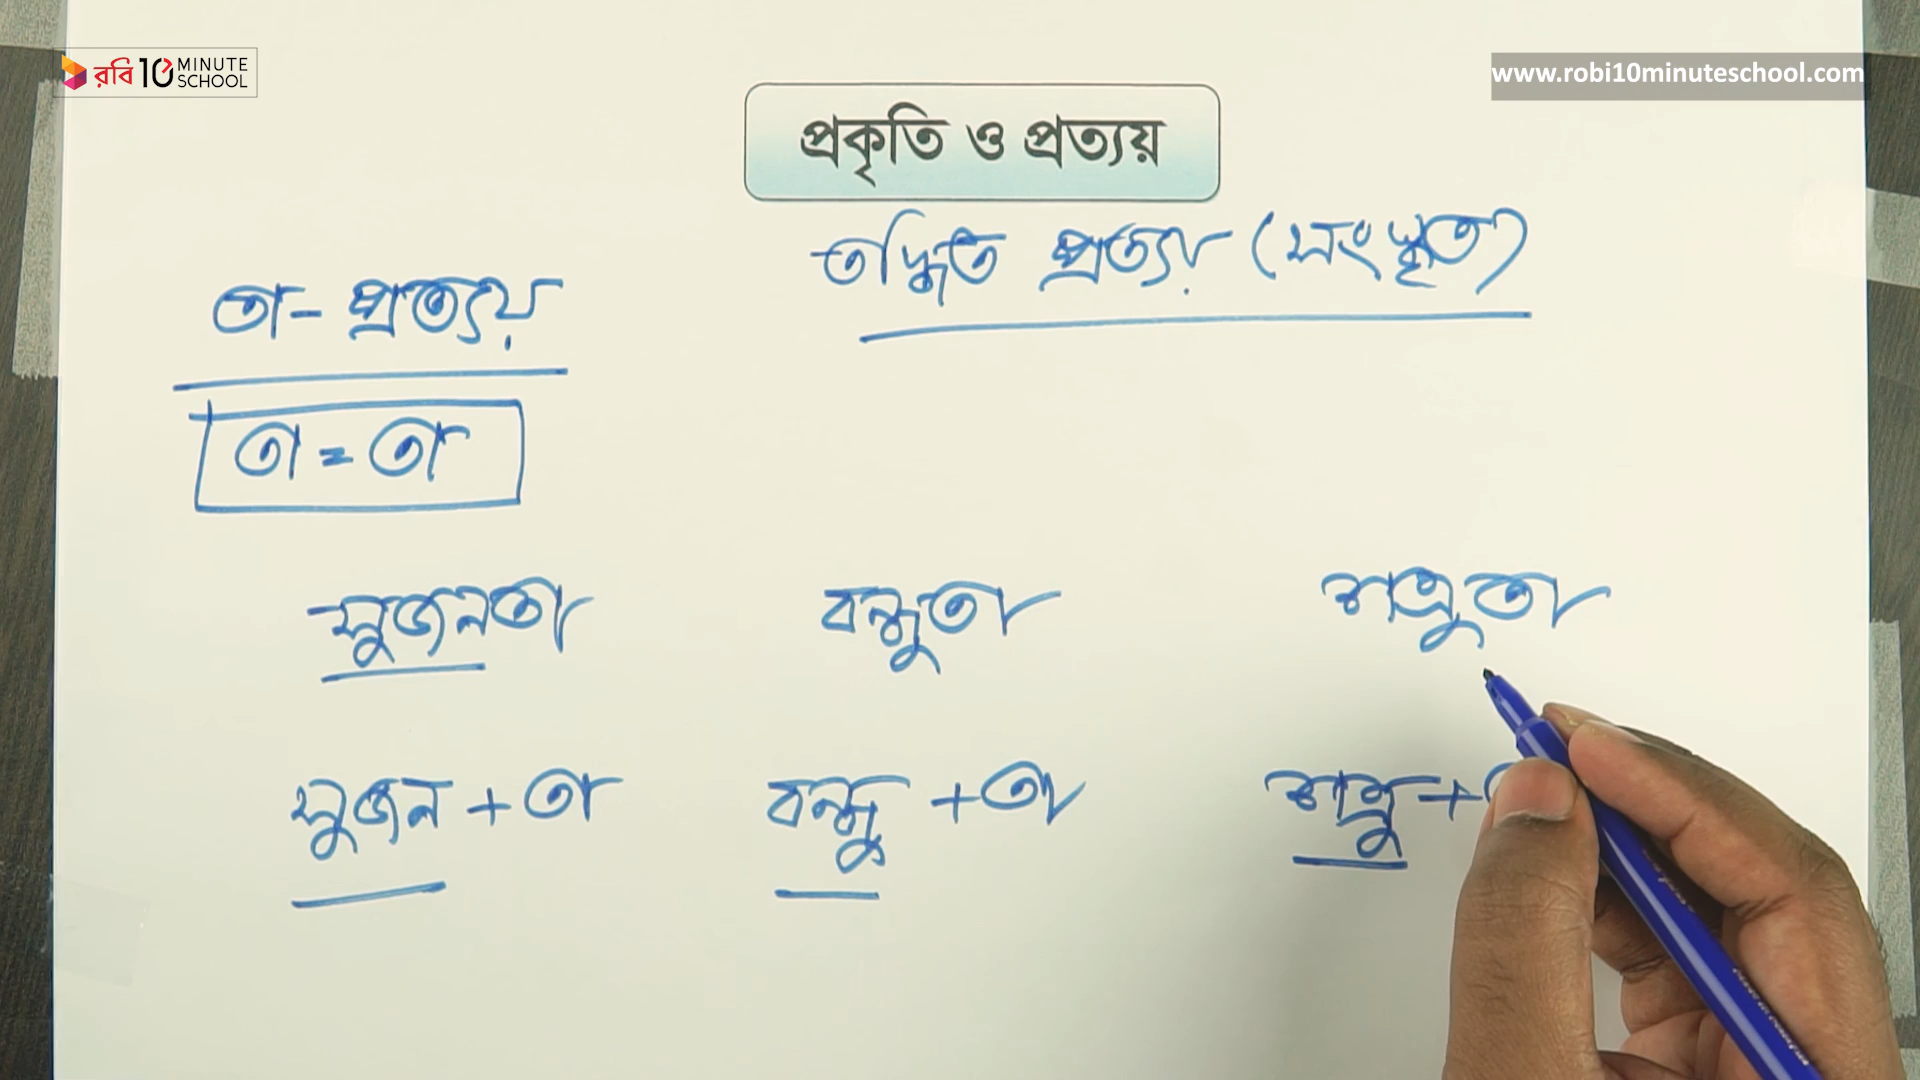 রবি 10 MINUTE SCHOOL
www.robi10minuteschool.com
প্রকৃতি ও প্রত্যয়
তদ্ধিত প্রত্যয় (সংস্কৃত)
তা- প্রত্যয়
তা = তা
সুজনতা বন্ধুতা শত্রুতা
সুজন + তা বন্ধু + তা শত্রু +